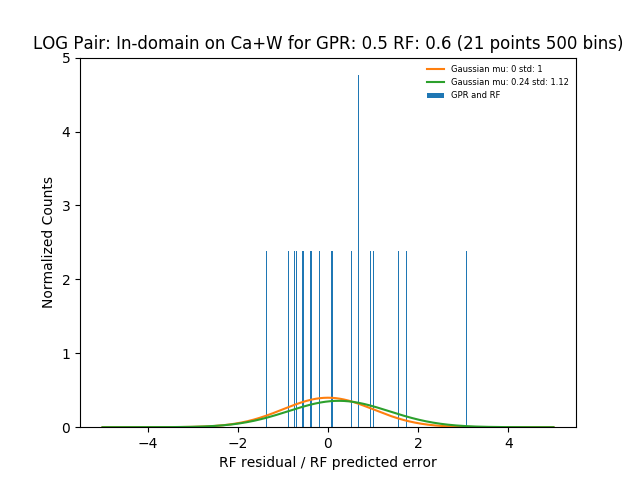 LOG Pair: In-domain on Ca+W for GPR: 0.5 RF: 0.6 (21 points 500 bins)
Gaussian mu: 0 std: 1
Gaussian mu: 0.24 std: 1.12
GPR and RF
Normalized Counts
5
4
3
2
1
0
−4
−2
0
2
4
RF residual / RF predicted error